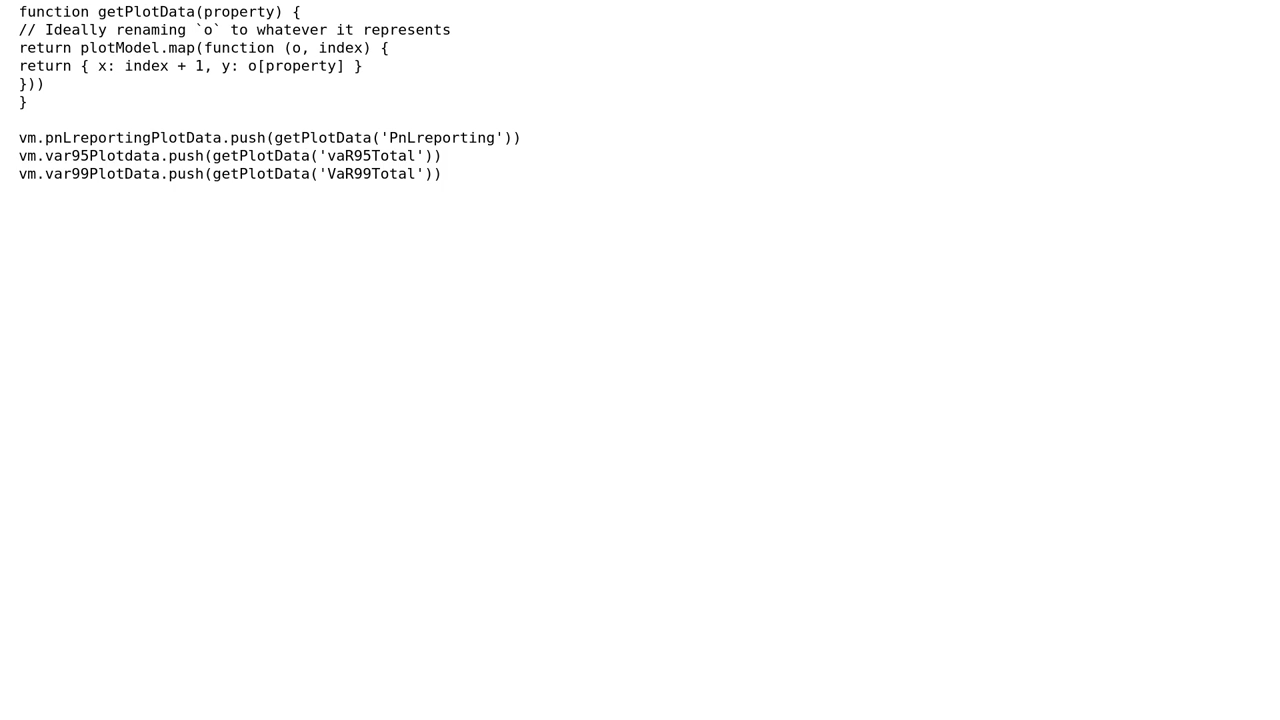 function getPlotData(property) {
// Ideally renaming `o` to whatever it represents
return plotModel.map(function (o, index) {
return { x: index + 1, y: o[property] }
}))
}

vm.pnLreportingPlotData.push(getPlotData('PnLreporting'))
vm.var95Plotdata.push(getPlotData('vaR95Total'))
vm.var99PlotData.push(getPlotData('VaR99Total'))